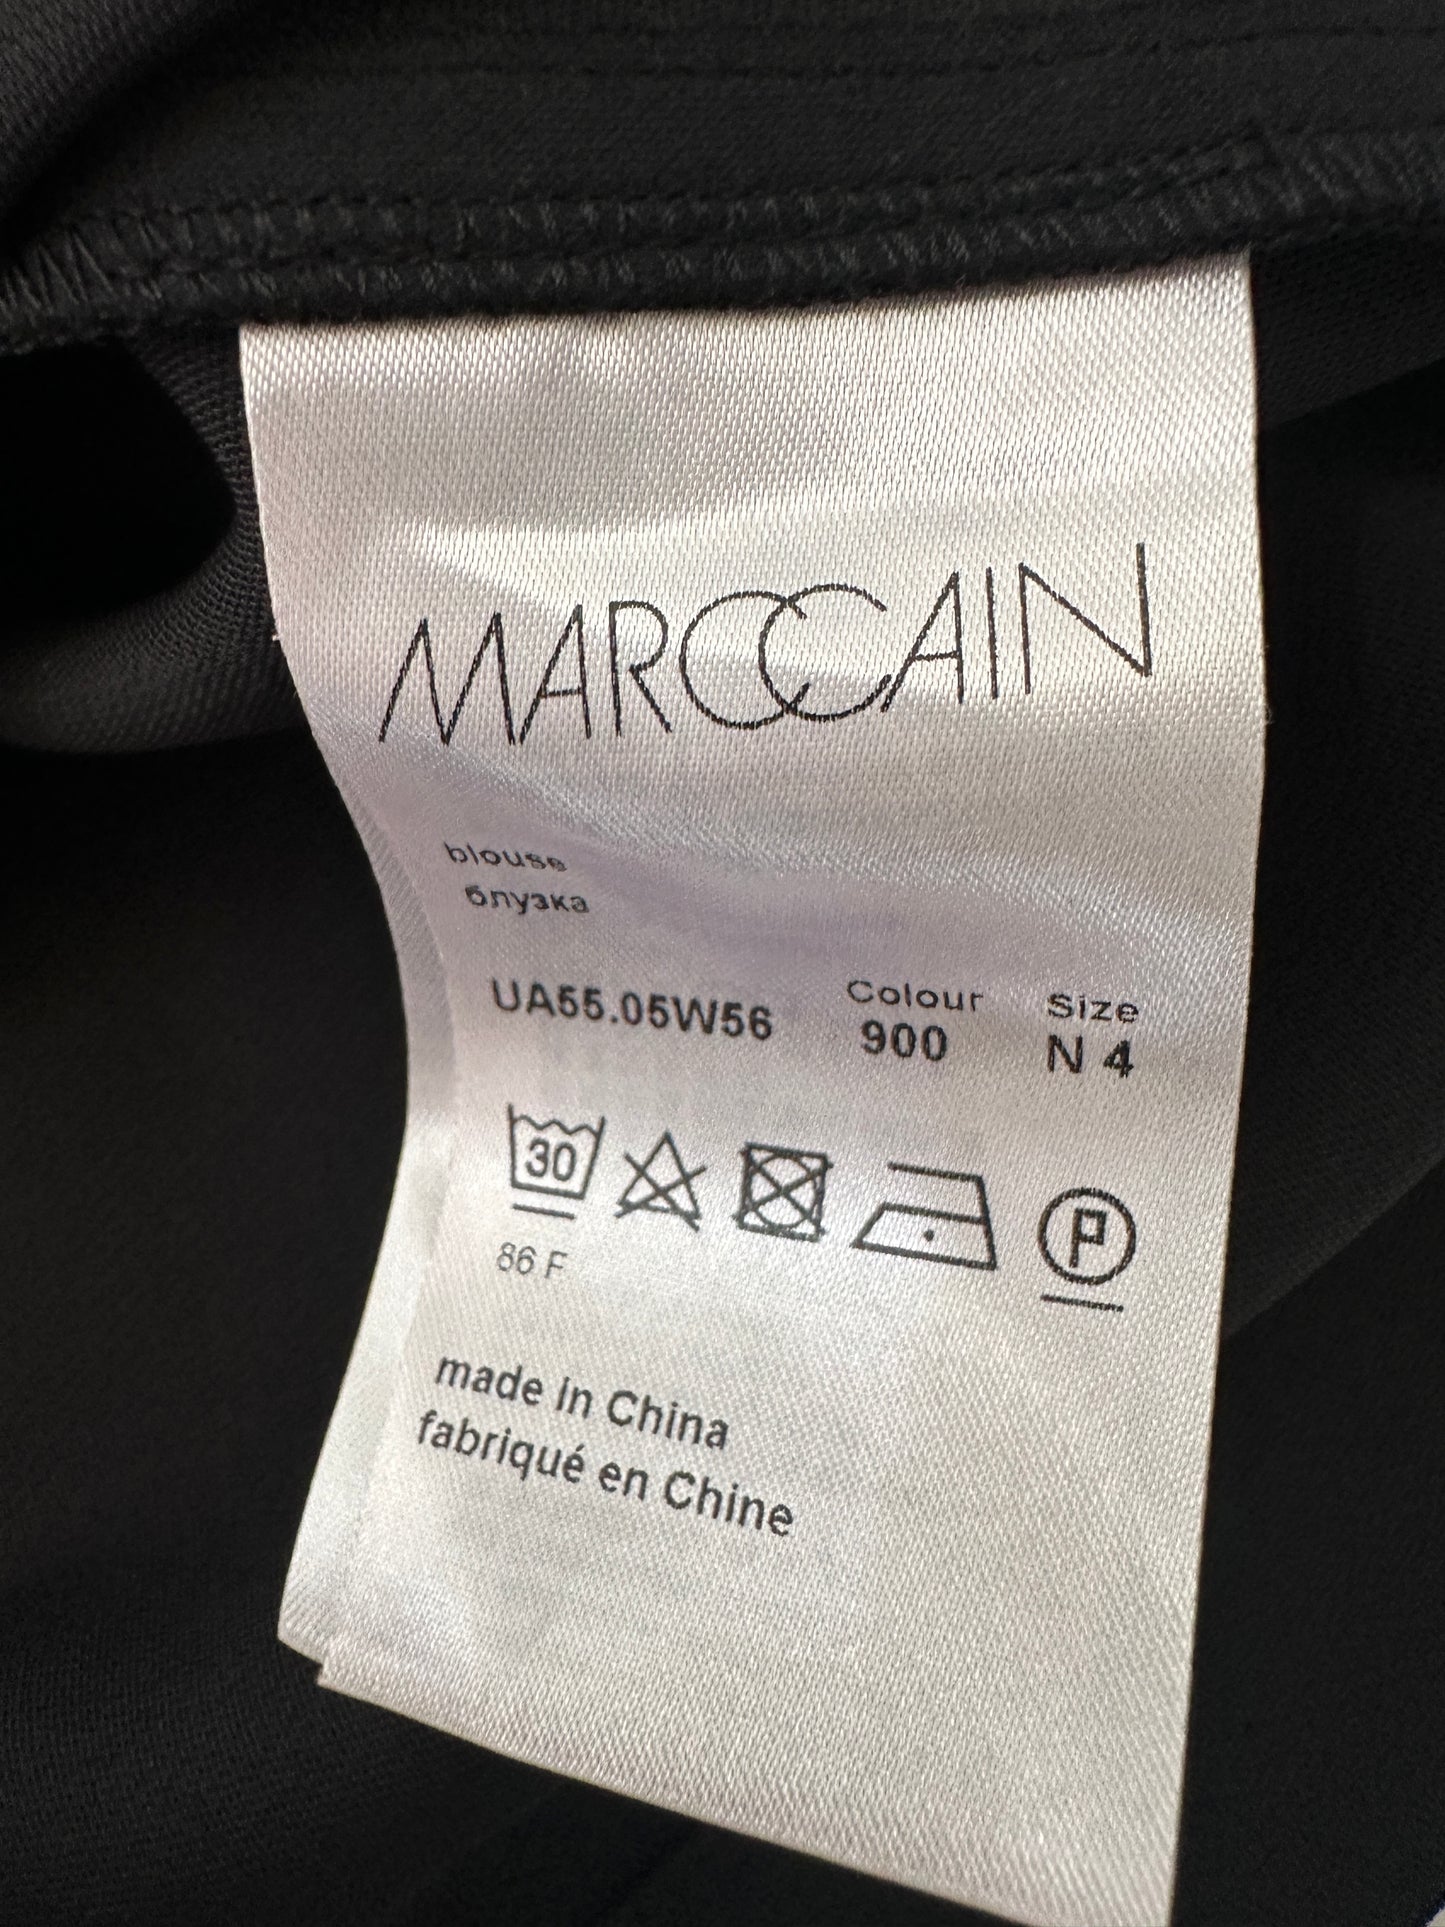 MARCCAIN
blouse
блузка
UA55.05W56 Colour 900 Size N 4
30
P
86 F
made in China
fabriqué en Chine